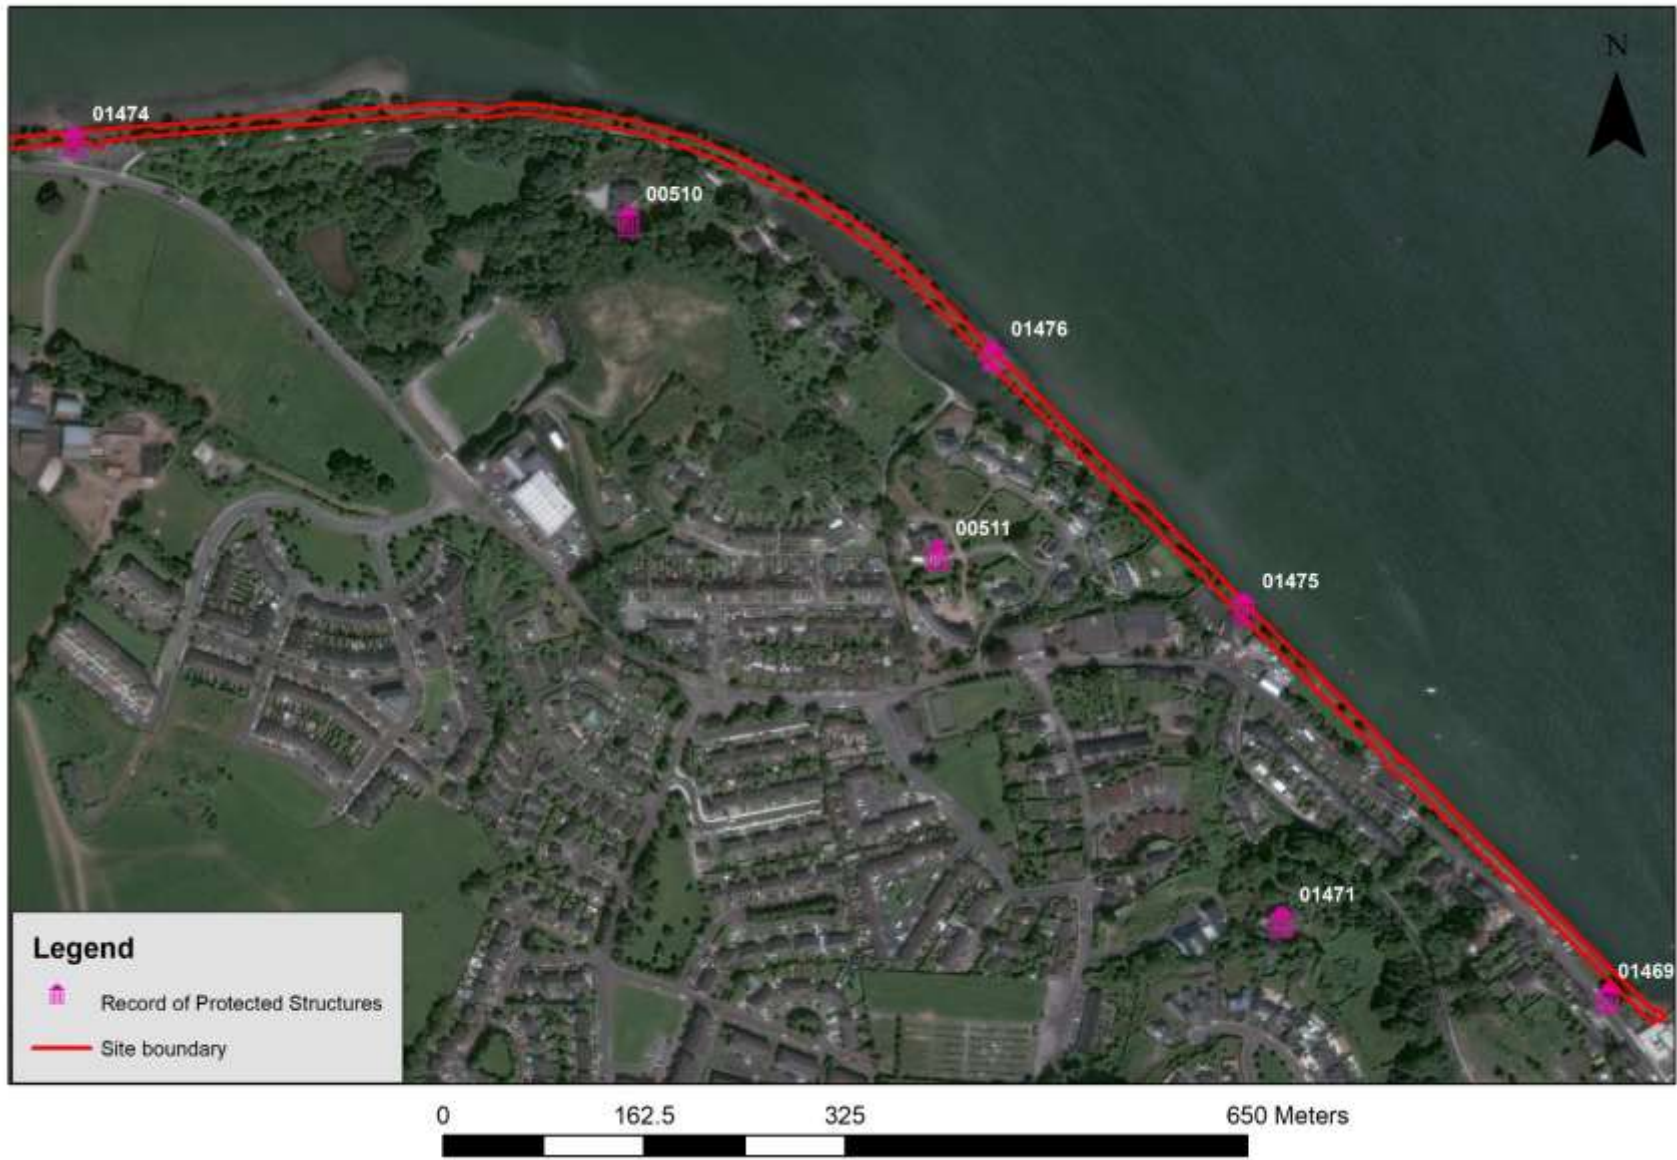 N
01474
00510
01476
00511
01475
01471
01469
Legend
Record of Protected Structures
Site boundary
0 162.5 325 650 Meters